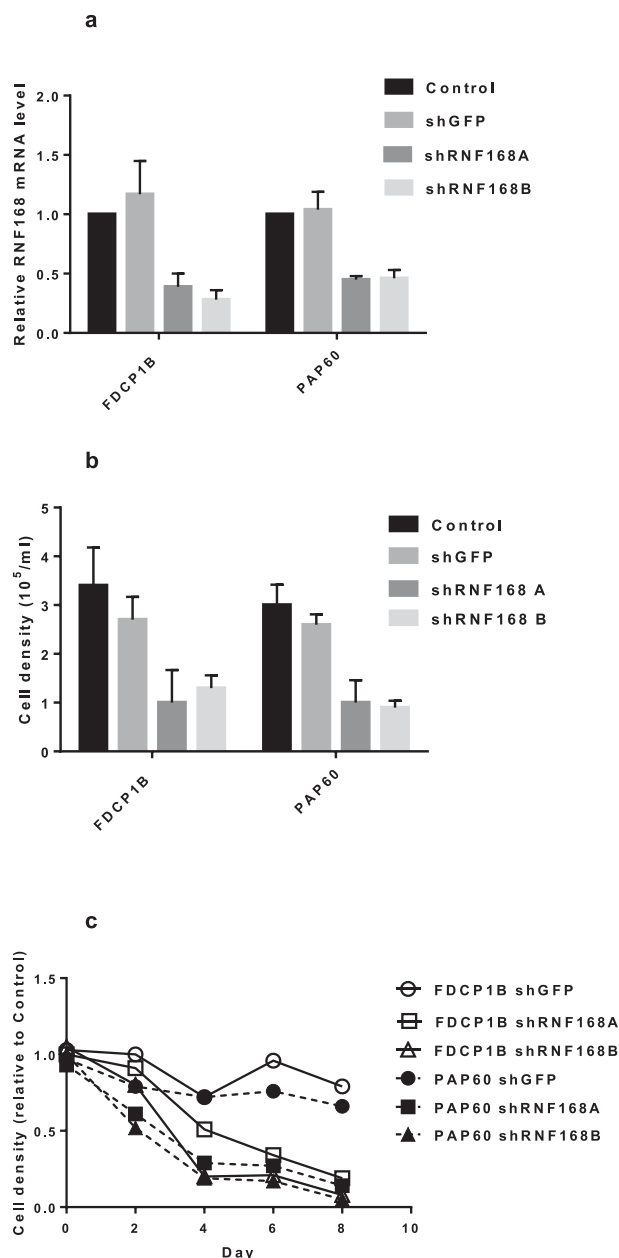 a
Relative RNF168 mRNA level
2.0
1.5
1.0
0.5
0.0
FDCP1B
PAP60
Control
shGFP
shRNF168A
shRNF168B
b
Cell density (10^5/ml)
5
4
3
2
1
0
FDCP1B
PAP60
Control
shGFP
shRNF168 A
shRNF168 B
c
Cell density (relative to Control)
1.5
1.0
0.5
0.0
0 2 4 6 8 10
Day
FDCP1B shGFP
FDCP1B shRNF168A
FDCP1B shRNF168B
PAP60 shGFP
PAP60 shRNF168A
PAP60 shRNF168B